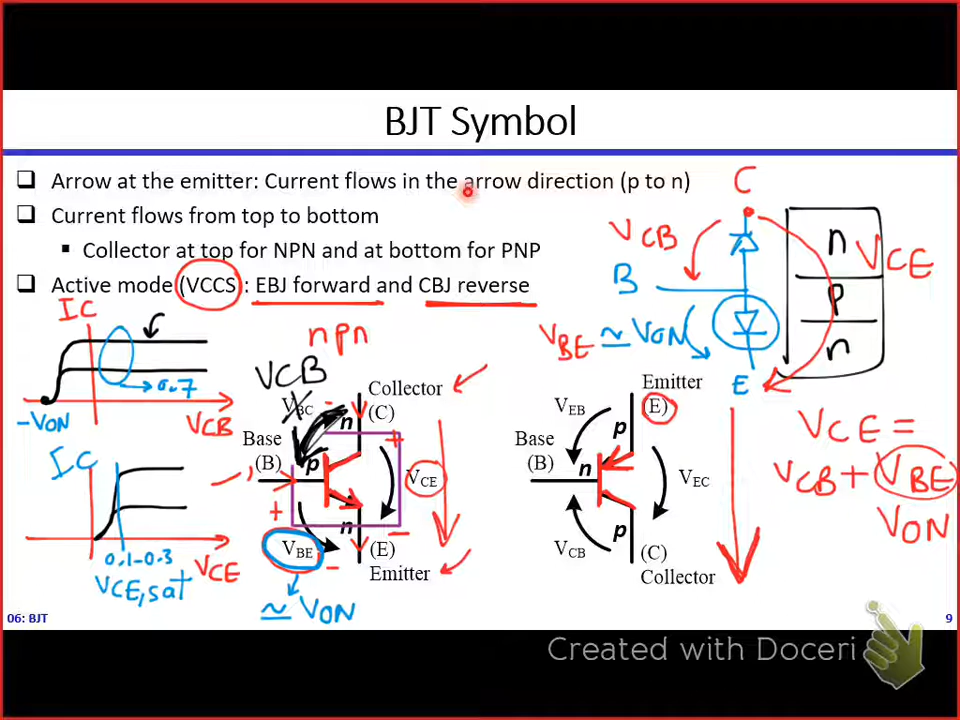 BJT Symbol
Arrow at the emitter: Current flows in the arrow direction (p to n)
Current flows from top to bottom
Collector at top for NPN and at bottom for PNP
Active mode (VCCS): EBJ forward and CBJ reverse
C
VCB
B
VBE ≃ VON
E
n
p
n
VCE
VCE =
VCB + VBE
VON
IC
0.7
-VON
VCB
IC
0.1-0.3
VCE
VCE,sat
npn
VCB
VBC
Collector
(C)
Base
(B)
n
p
n
+
-
VCE
+
-
VBE
(E)
Emitter
≃ VON
Emitter
(E)
VEB
Base
(B)
p
n
p
VEC
VCB
(C)
Collector
06: BJT
9
Created with Doceri